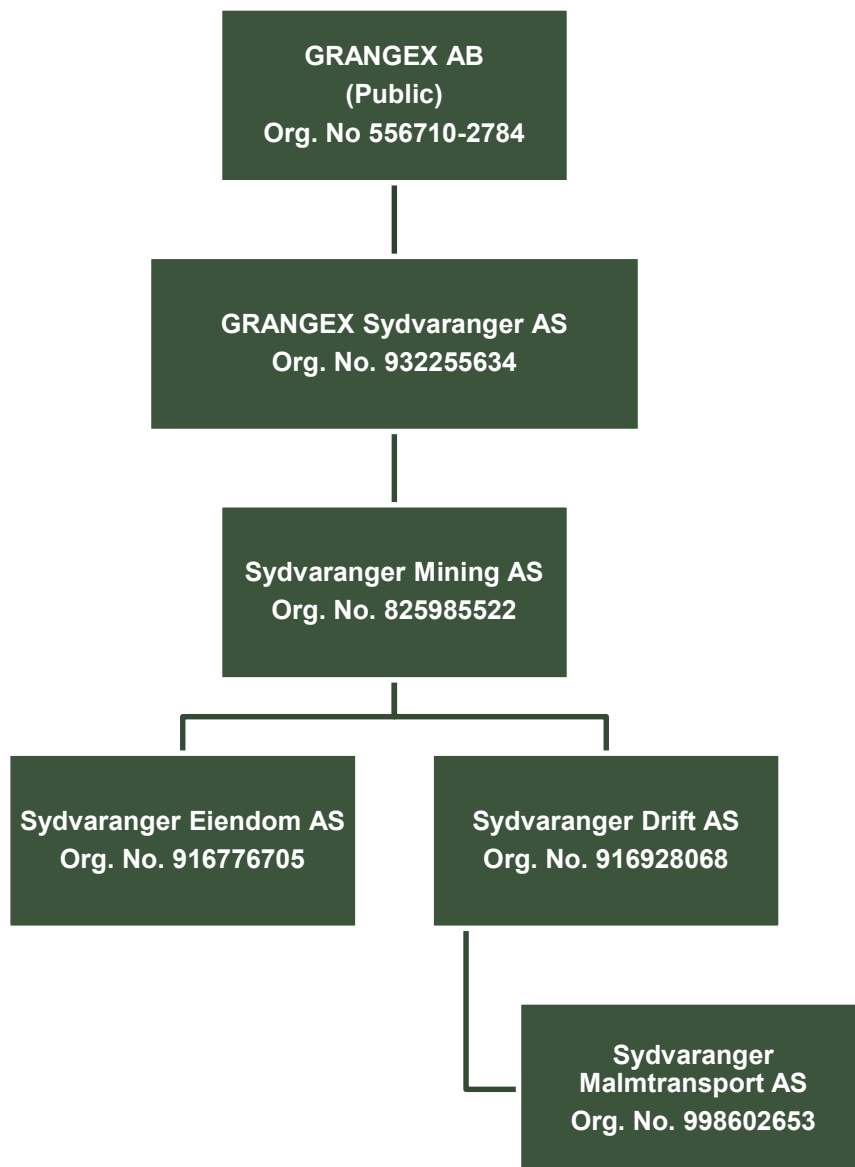 GRANGEX AB
(Public)
Org. No 556710-2784
GRANGEX Sydvaranger AS
Org. No. 932255634
Sydvaranger Mining AS
Org. No. 825985522
Sydvaranger Eiendom AS
Org. No. 916776705
Sydvaranger Drift AS
Org. No. 916928068
Sydvaranger
Malmtransport AS
Org. No. 998602653